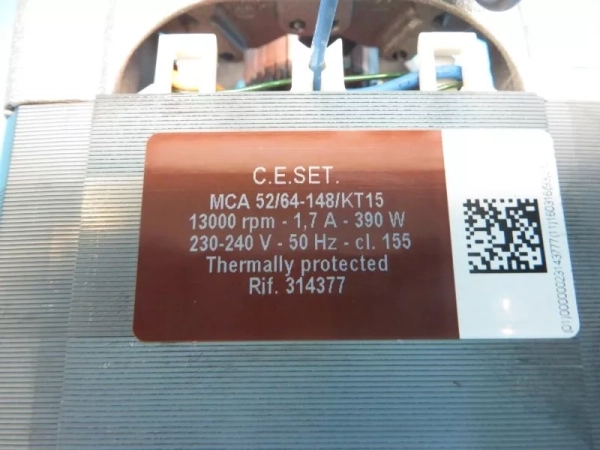 C.E.SET.
MCA 52/64-148/KT15
13000 rpm - 1,7 A - 390 W
230-240 V - 50 Hz - cl. 155
Thermally protected
Rif. 314377